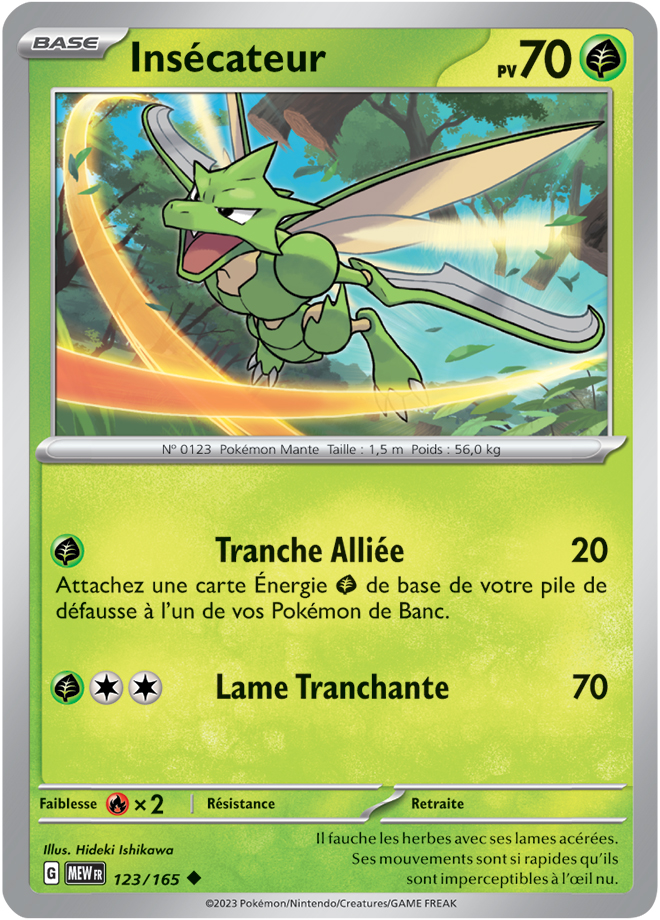 BASE
Insécateur
PV 70
Nº 0123 Pokémon Mante Taille : 1,5 m Poids : 56,0 kg
Tranche Alliée 20
Attachez une carte Énergie de base de votre pile de
défausse à l'un de vos Pokémon de Banc.
Lame Tranchante 70
Faiblesse ×2 Résistance Retraite
Illus. Hideki Ishikawa
Il fauche les herbes avec ses lames acérées.
Ses mouvements sont si rapides qu'ils
sont imperceptibles à l'œil nu.
G MEW FR 123/165
©2023 Pokémon/Nintendo/Creatures/GAME FREAK